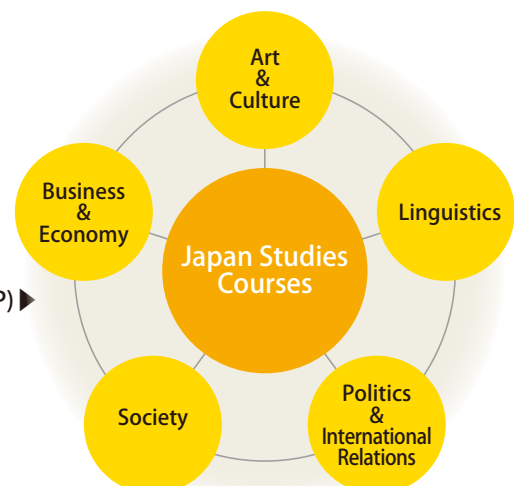 Art
&
Culture
Business
&
Economy
Linguistics
Japan Studies
Courses
P)
Society
Politics
&
International
Relations